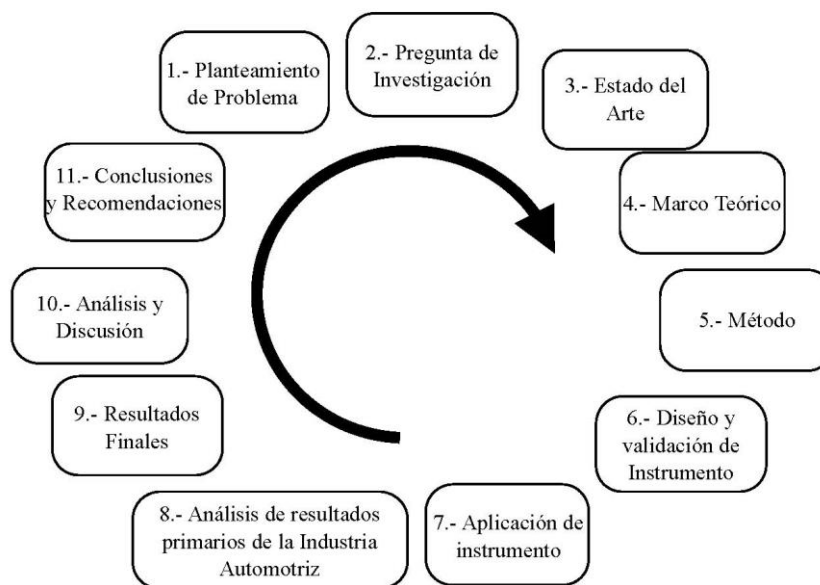 1.- Planteamiento
de Problema
2.- Pregunta de
Investigación
3.- Estado del
Arte
4.- Marco Teórico
5.- Método
6.- Diseño y
validación de
Instrumento
7.- Aplicación de
instrumento
8.- Análisis de resultados
primarios de la Industria
Automotriz
9.- Resultados
Finales
10.- Análisis y
Discusión
11.- Conclusiones
y Recomendaciones